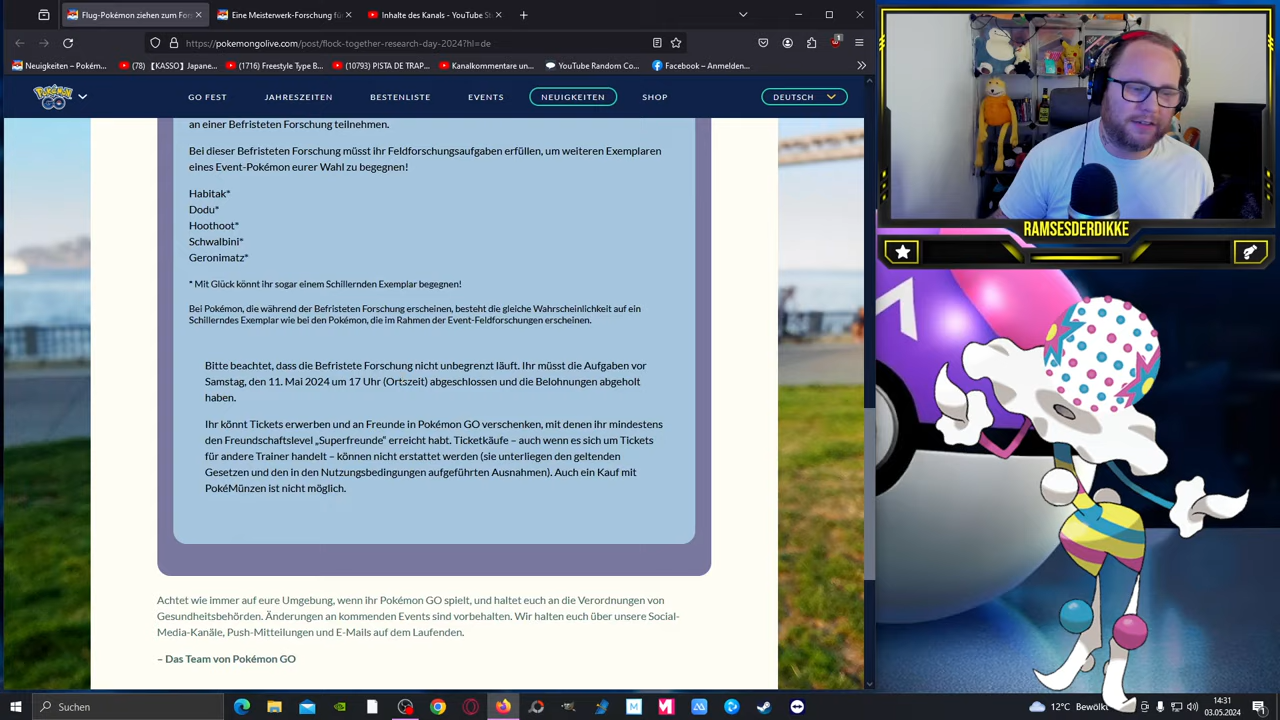 Flug-Pokémon ziehen zum For
Eine Meisterwerk-Forschung fü
Inhalte des Kanals - YouTube St
https://pokemongolive.com/post/flock-together-research-day-2024?hl=de
Neuigkeiten – Pokém...
(78) 【KASSO】Japane...
(1716) Freestyle Type B...
(10793) PISTA DE TRAP...
Kanalkommentare un...
YouTube Random Co...
Facebook – Anmelden...
GO FEST
JAHRESZEITEN
BESTENLISTE
EVENTS
NEUIGKEITEN
SHOP
DEUTSCH
an einer Befristeten Forschung teilnehmen.
Bei dieser Befristeten Forschung müsst ihr Feldforschungsaufgaben erfüllen, um weiteren Exemplaren
eines Event-Pokémon eurer Wahl zu begegnen!
Habitak*
Dodu*
Hoothoot*
Schwalbini*
Geronimatz*
* Mit Glück könnt ihr sogar einem Schillernden Exemplar begegnen!
Bei Pokémon, die während der Befristeten Forschung erscheinen, besteht die gleiche Wahrscheinlichkeit auf ein
Schillerndes Exemplar wie bei den Pokémon, die im Rahmen der Event-Feldforschungen erscheinen.
Bitte beachtet, dass die Befristete Forschung nicht unbegrenzt läuft. Ihr müsst die Aufgaben vor
Samstag, den 11. Mai 2024 um 17 Uhr (Ortszeit) abgeschlossen und die Belohnungen abgeholt
haben.
Ihr könnt Tickets erwerben und an Freunde in Pokémon GO verschenken, mit denen ihr mindestens
den Freundschaftslevel „Superfreunde“ erreicht habt. Ticketkäufe – auch wenn es sich um Tickets
für andere Trainer handelt – können nicht erstattet werden (sie unterliegen den geltenden
Gesetzen und den in den Nutzungsbedingungen aufgeführten Ausnahmen). Auch ein Kauf mit
PokéMünzen ist nicht möglich.
Achtet wie immer auf eure Umgebung, wenn ihr Pokémon GO spielt, und haltet euch an die Verordnungen von
Gesundheitsbehörden. Änderungen an kommenden Events sind vorbehalten. Wir halten euch über unsere Social-
Media-Kanäle, Push-Mitteilungen und E-Mails auf dem Laufenden.
– Das Team von Pokémon GO
RAMSESDERDIKKE
Suchen
12°C Bewölkt
14:31
03.05.2024